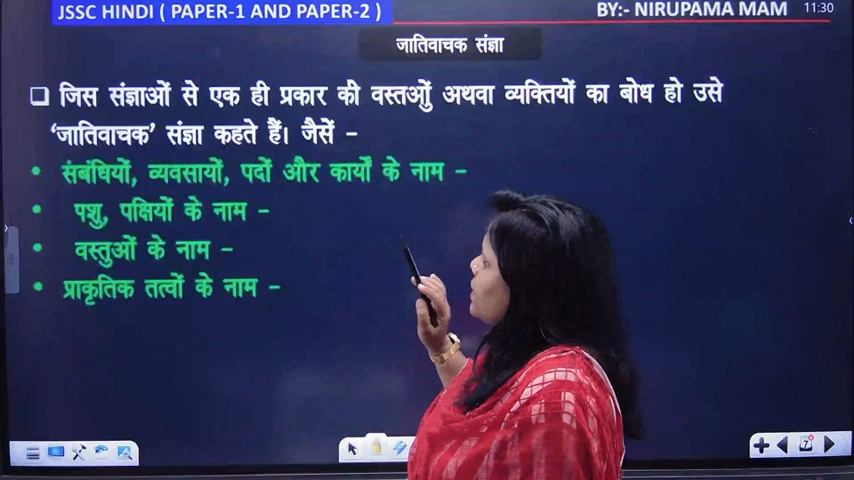 JSSC HINDI ( PAPER-1 AND PAPER-2 )
BY:- NIRUPAMA MAM
11:30
जातिवाचक संज्ञा
जिस संज्ञाओं से एक ही प्रकार की वस्तओुं अथवा व्यक्तियों का बोध हो उसे
‘जातिवाचक’ संज्ञा कहते हैं। जैसें –
संबंधियों, व्यवसायों, पदों और कार्यों के नाम –
पशु, पक्षियों के नाम –
वस्तुओं के नाम –
प्राकृतिक तत्वों के नाम –